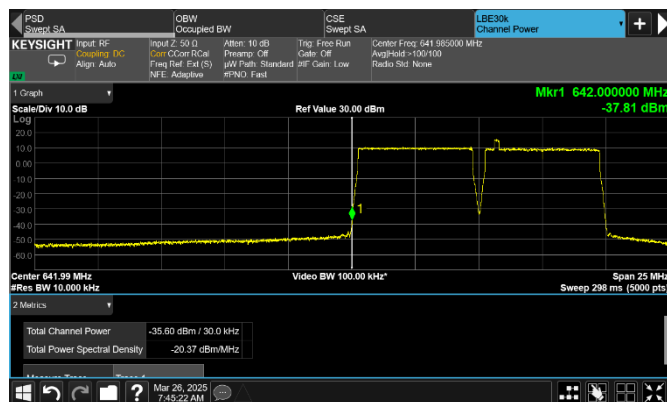 PSD
Swept SA
OBW
Occupied BW
CSE
Swept SA
LBE30k
Channel Power
KEYSIGHT
Input: RF
Coupling: DC
Align: Auto
Input Z: 50 Ω
Corr CCorr RCal
Freq Ref: Ext (S)
NFE: Adaptive
Atten: 10 dB
Preamp: Off
µW Path: Standard
#PNO: Fast
Trig: Free Run
Gate: Off
#IF Gain: Low
Center Freq: 641.985000 MHz
Avg|Hold:>100/100
Radio Std: None
1 Graph
Scale/Div 10.0 dB
Ref Value 30.00 dBm
Mkr1 642.000000 MHz
-37.81 dBm
Log
20.0
10.0
0.00
-10.0
-20.0
-30.0
-40.0
-50.0
-60.0
1
Center 641.99 MHz
#Res BW 10.000 kHz
Video BW 100.00 kHz*
Span 25 MHz
Sweep 298 ms (5000 pts)
2 Metrics
Total Channel Power
-35.60 dBm / 30.0 kHz
Total Power Spectral Density
-20.37 dBm/MHz
Mar 26, 2025
7:45:22 AM